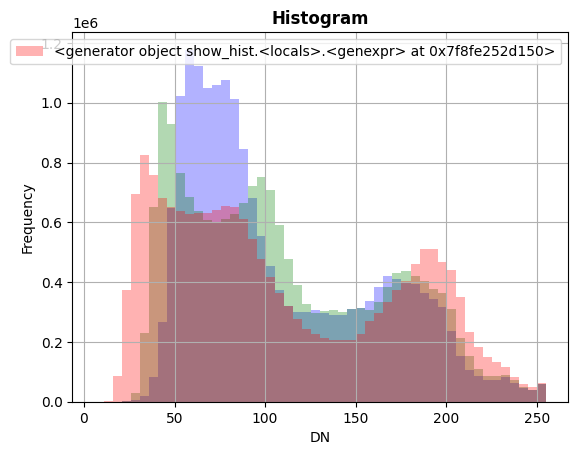 Histogram
1e6
<generator object show_hist.<locals>.<genexpr> at 0x7f8fe252d150>
1.2
1.0
0.8
0.6
0.4
0.2
0.0
Frequency
0 50 100 150 200 250
DN